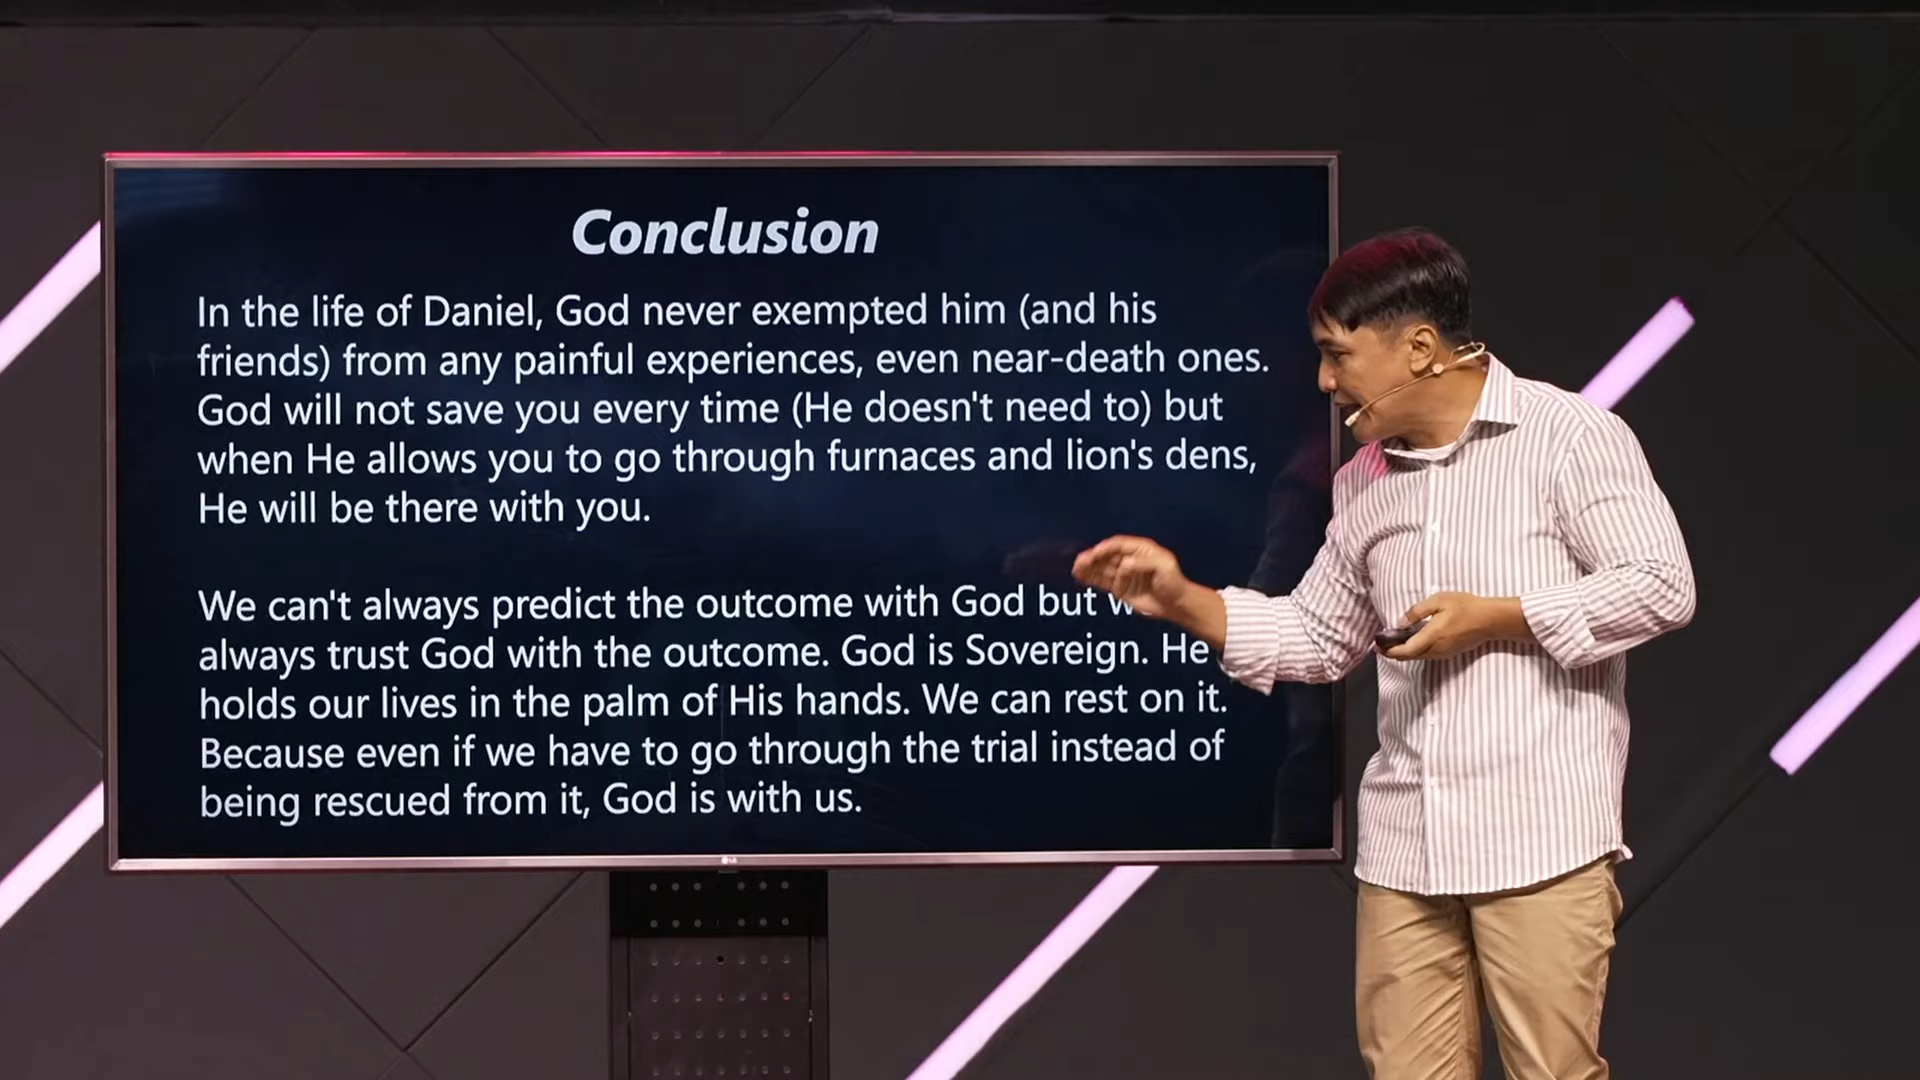 Conclusion
In the life of Daniel, God never exempted him (and his
friends) from any painful experiences, even near-death ones.
God will not save you every time (He doesn't need to) but
when He allows you to go through furnaces and lion's dens,
He will be there with you.
We can't always predict the outcome with God but
always trust God with the outcome. God is Sovereign. He
holds our lives in the palm of His hands. We can rest on it.
Because even if we have to go through the trial instead of
being rescued from it, God is with us.
LG